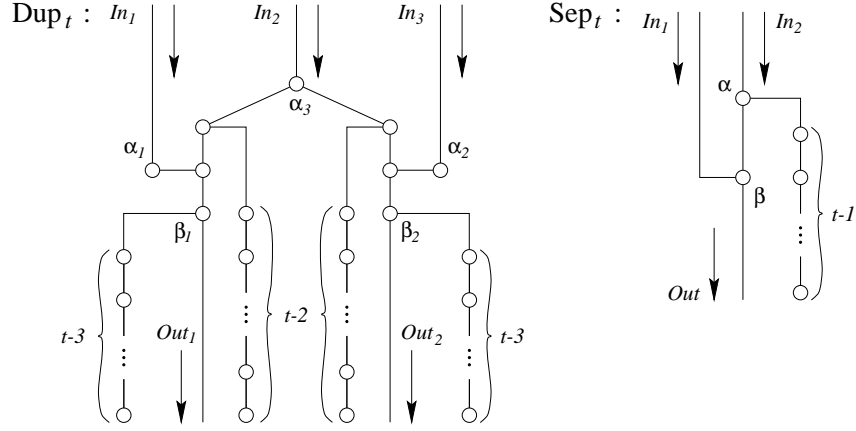 Dup_t : In_1 In_2 In_3 Sep_t : In_1 In_2
α
α_3
α_1 α_2
β
β_1 β_2
t-1
Out
t-3 Out_1 t-2 Out_2 t-3